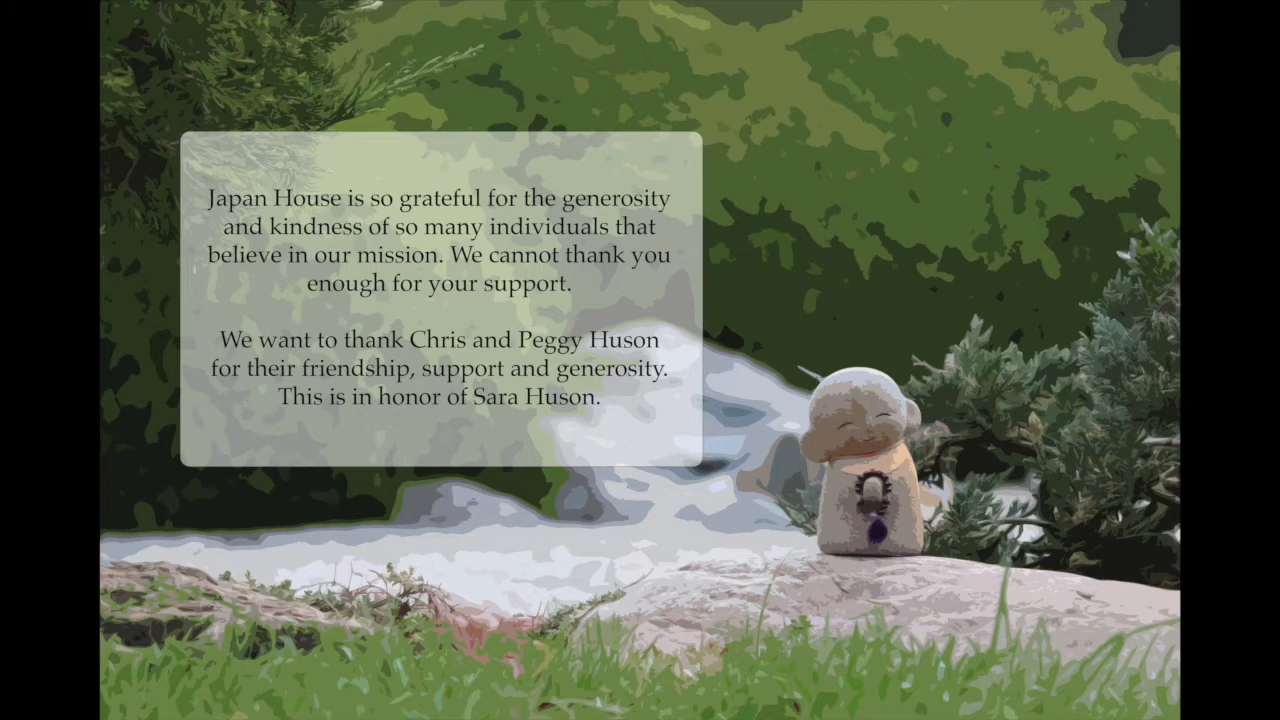 Japan House is so grateful for the generosity
and kindness of so many individuals that
believe in our mission. We cannot thank you
enough for your support.
We want to thank Chris and Peggy Huson
for their friendship, support and generosity.
This is in honor of Sara Huson.